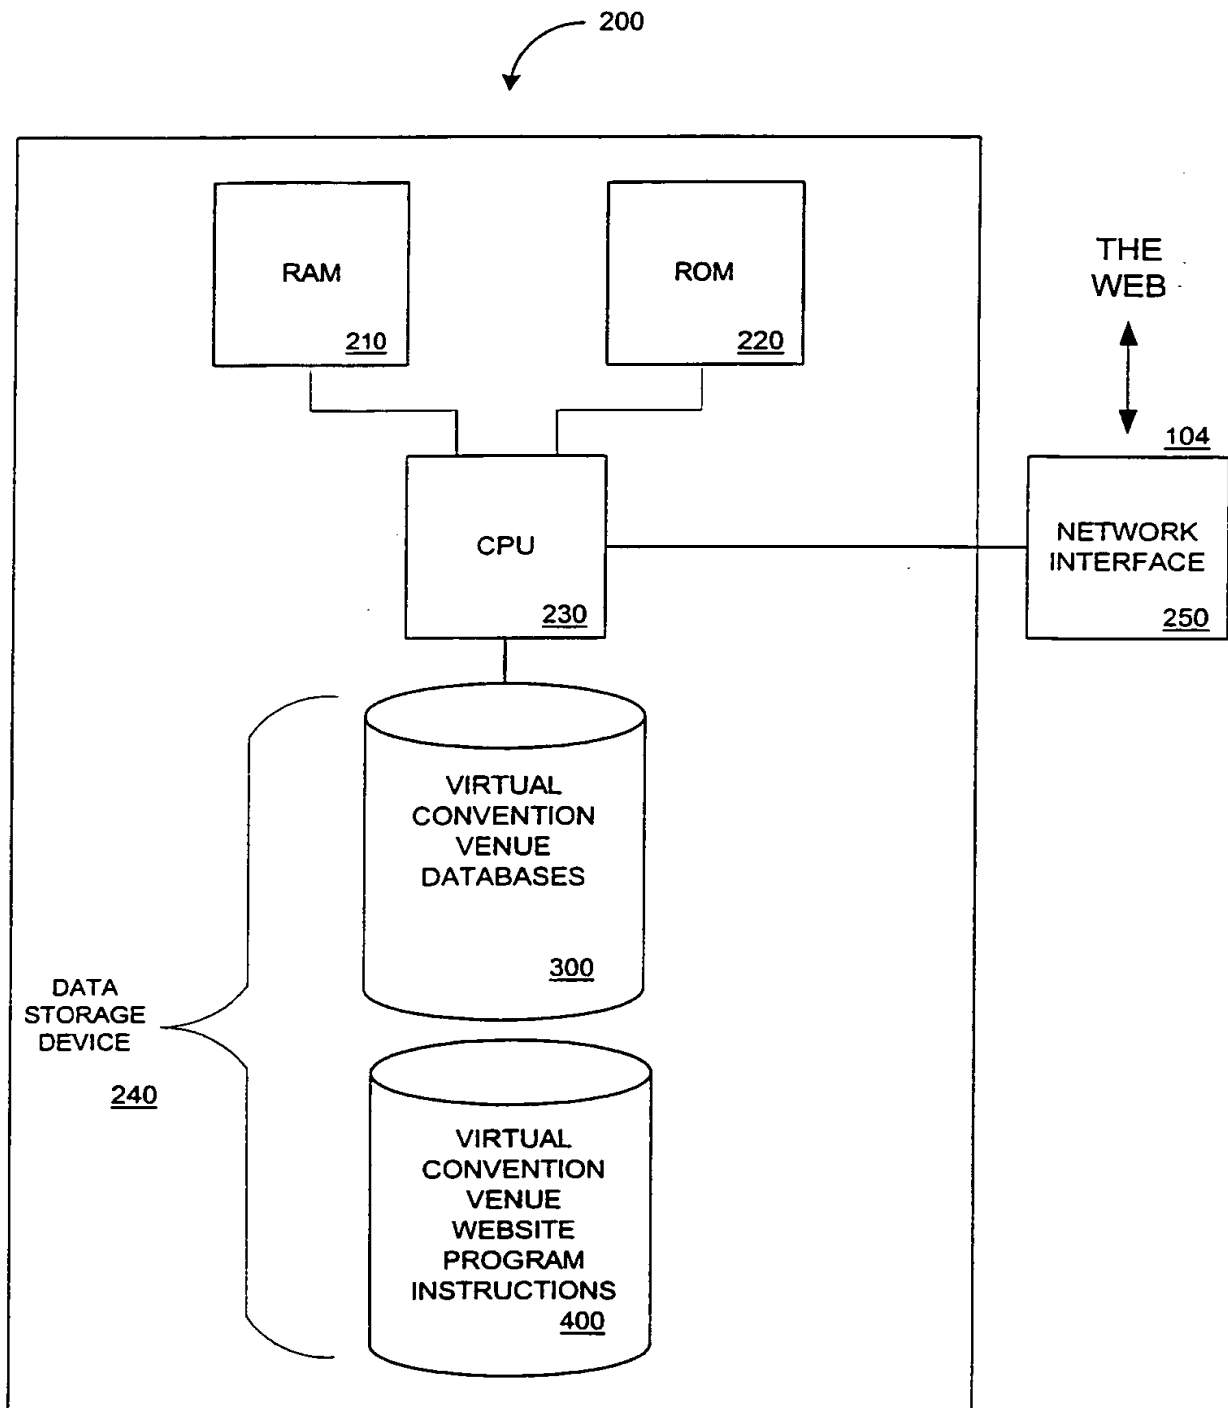 200
RAM
210
ROM
220
THE
WEB
104
CPU
230
NETWORK
INTERFACE
250
VIRTUAL
CONVENTION
VENUE
DATABASES
300
DATA
STORAGE
DEVICE
240
VIRTUAL
CONVENTION
VENUE
WEBSITE
PROGRAM
INSTRUCTIONS
400